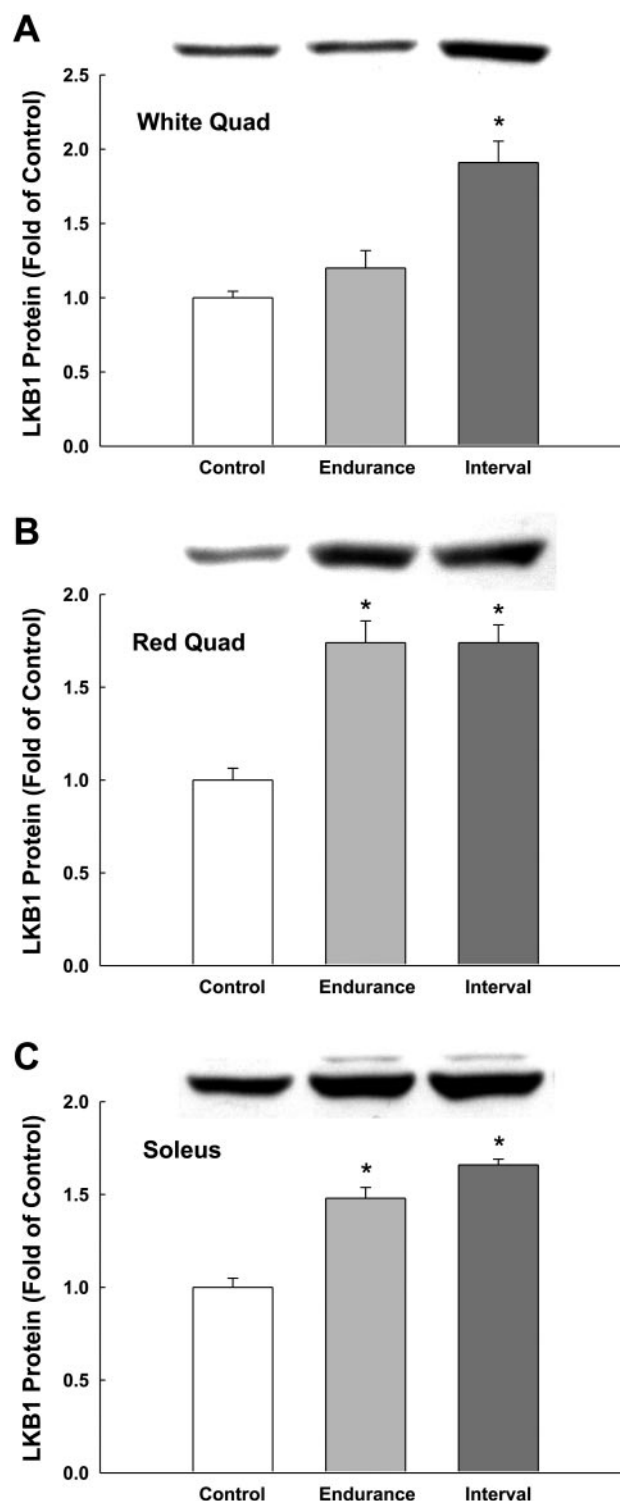 A
LKB1 Protein (Fold of Control)
2.5
2.0
1.5
1.0
0.5
0.0
White Quad
*
Control Endurance Interval
B
LKB1 Protein (Fold of Control)
2.0
1.5
1.0
0.5
0.0
Red Quad
* *
Control Endurance Interval
C
LKB1 Protein (Fold of Control)
2.0
1.5
1.0
0.5
0.0
Soleus
* *
Control Endurance Interval